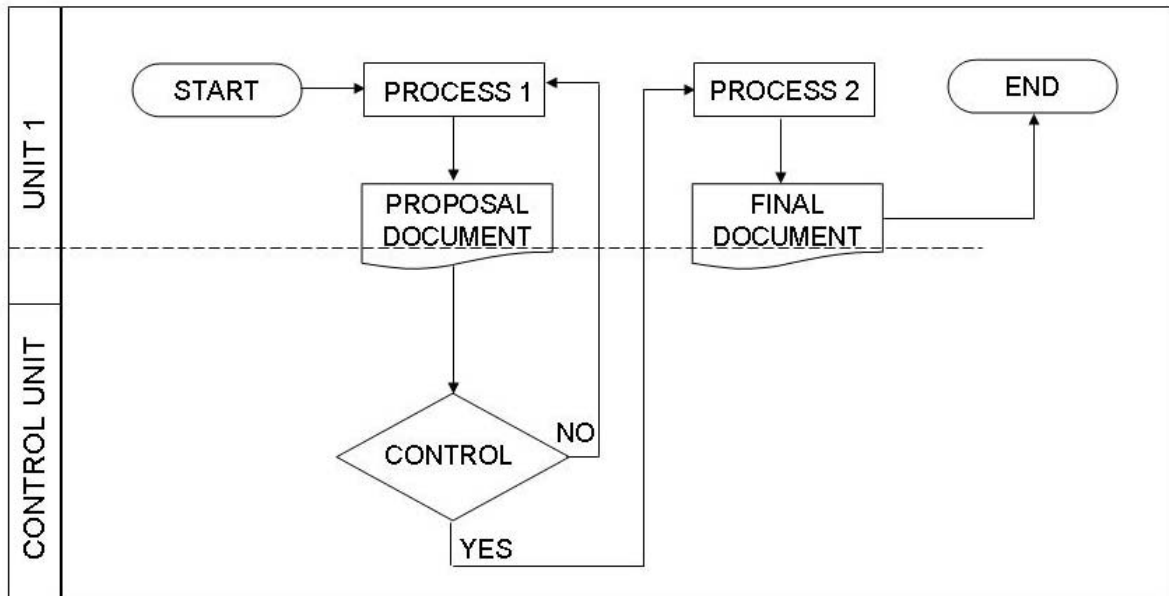 UNIT 1
START
PROCESS 1
PROCESS 2
END
PROPOSAL
DOCUMENT
FINAL
DOCUMENT
CONTROL UNIT
CONTROL
NO
YES